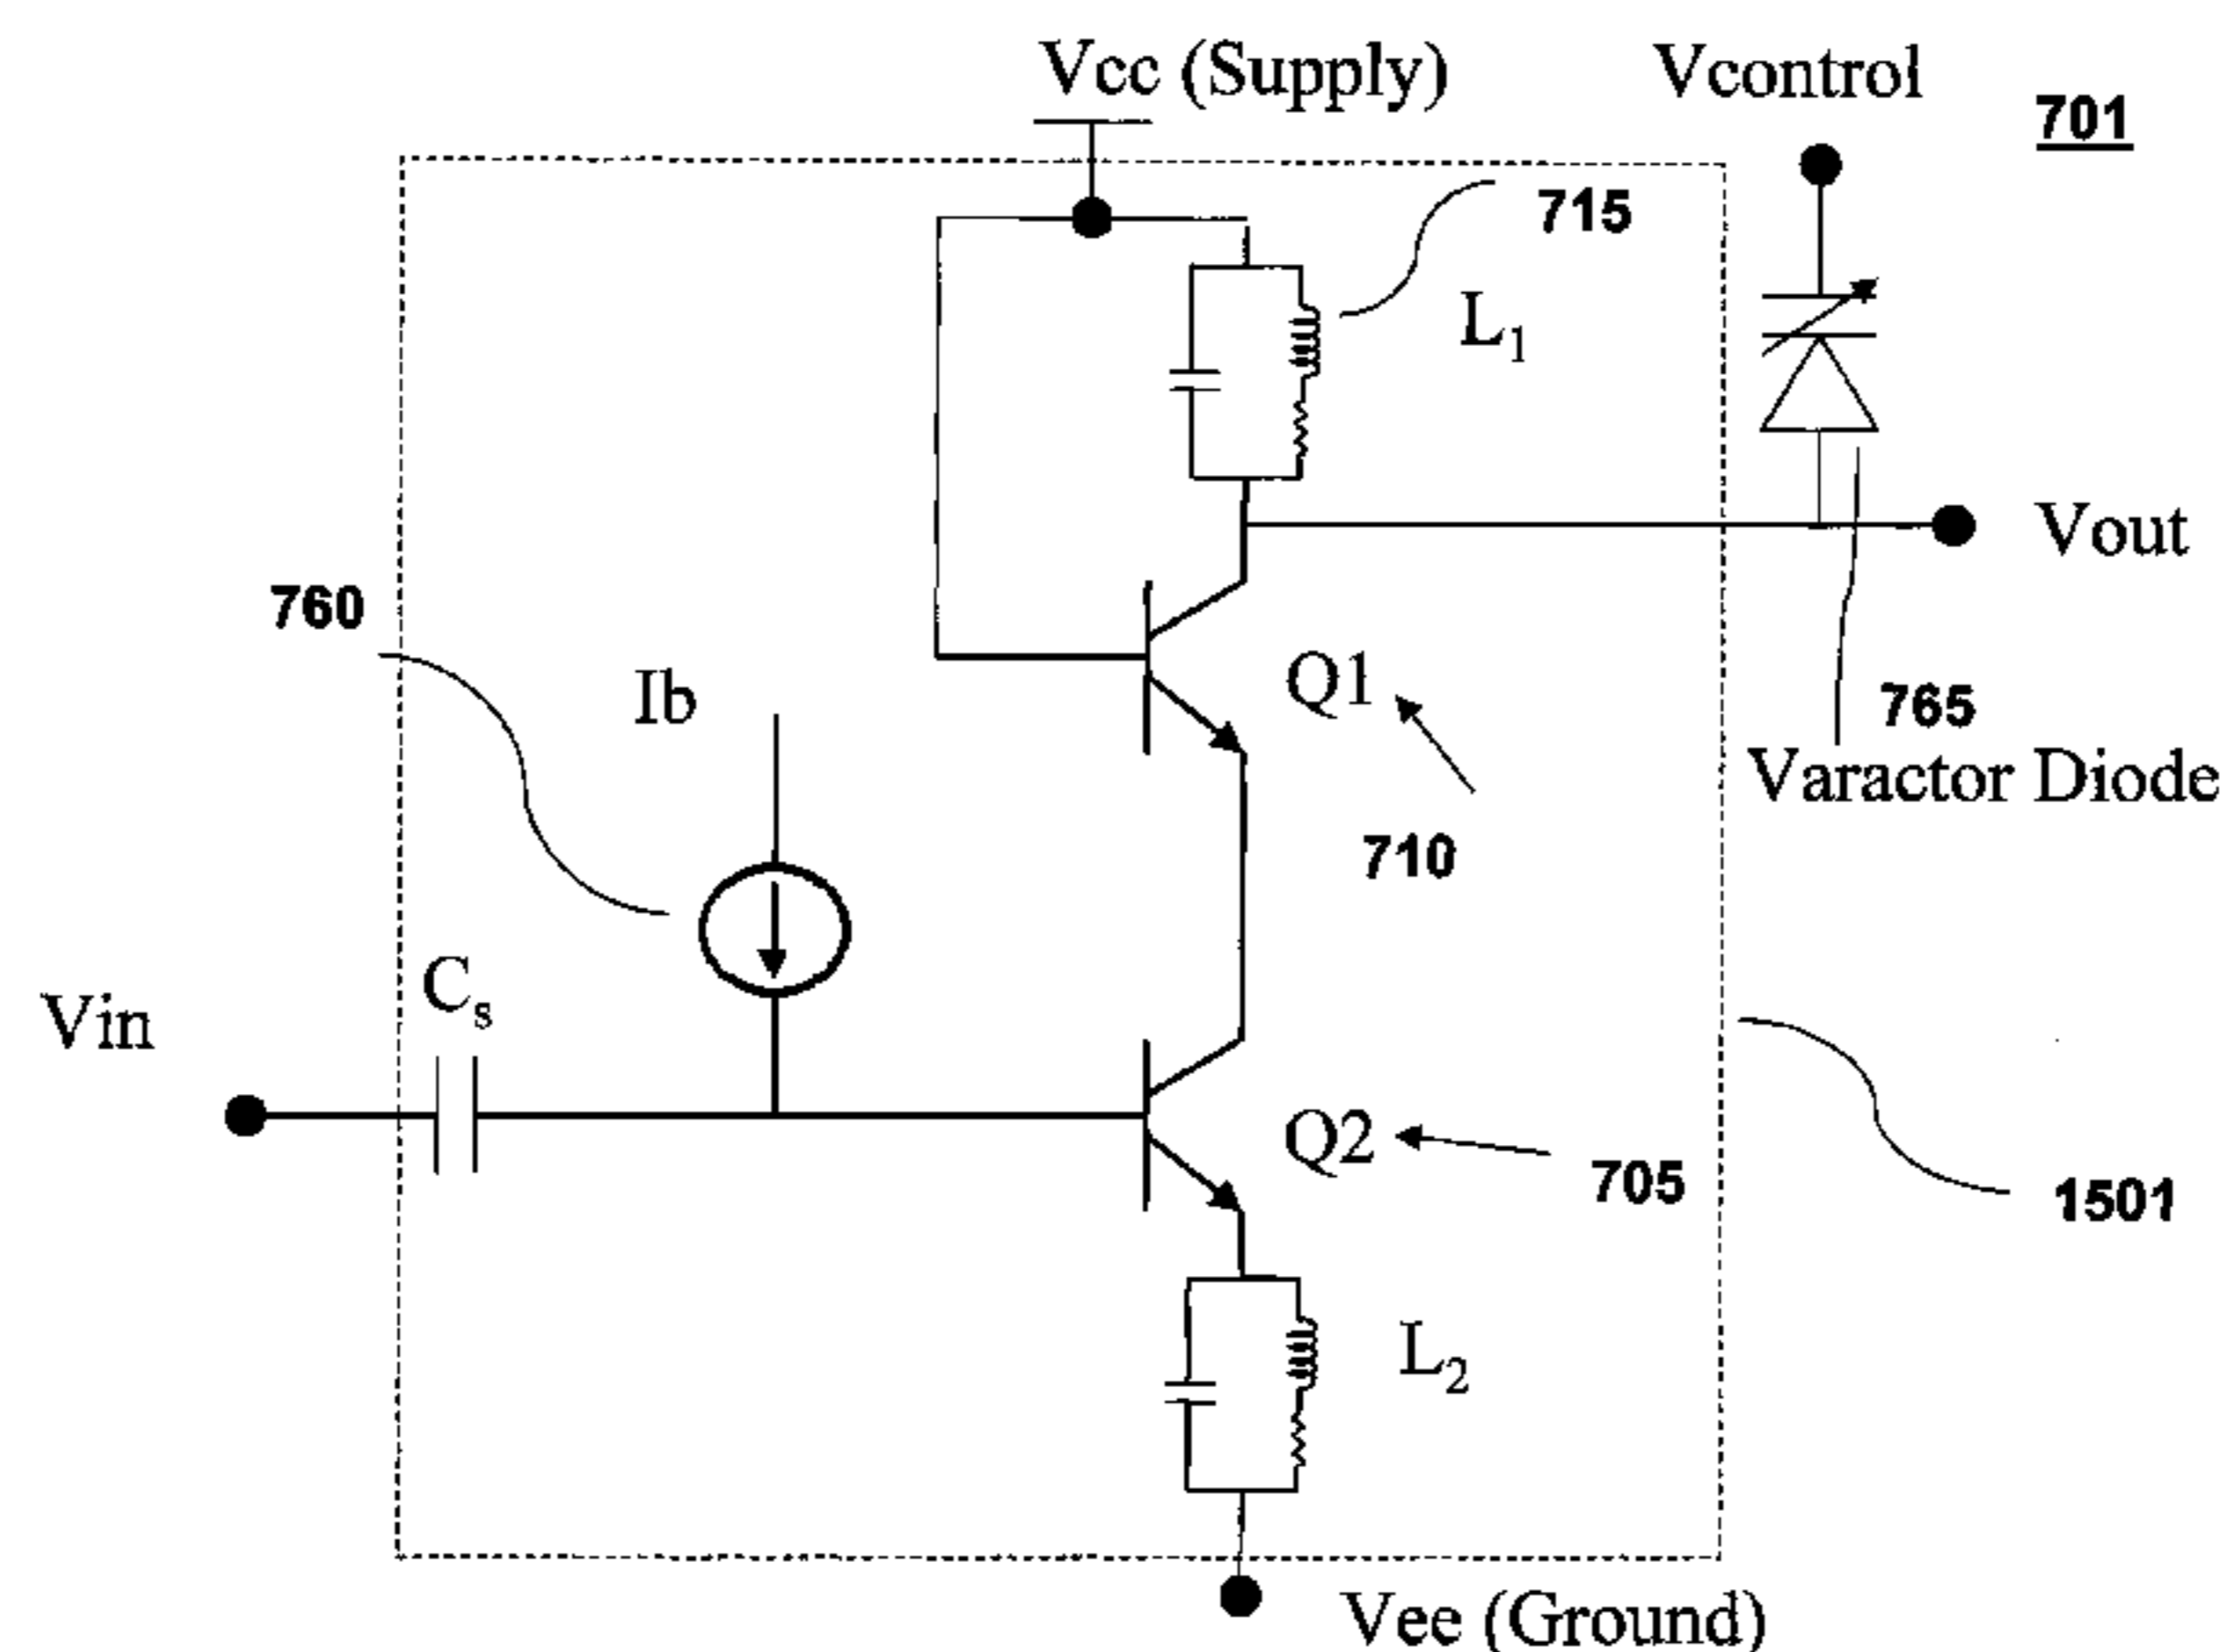 Vcc (Supply)
Vcontrol
701
715
L1
Vout
760
Ib
Q1
765
Varactor Diode
710
Cs
Vin
Q2
705
1501
L2
Vee (Ground)